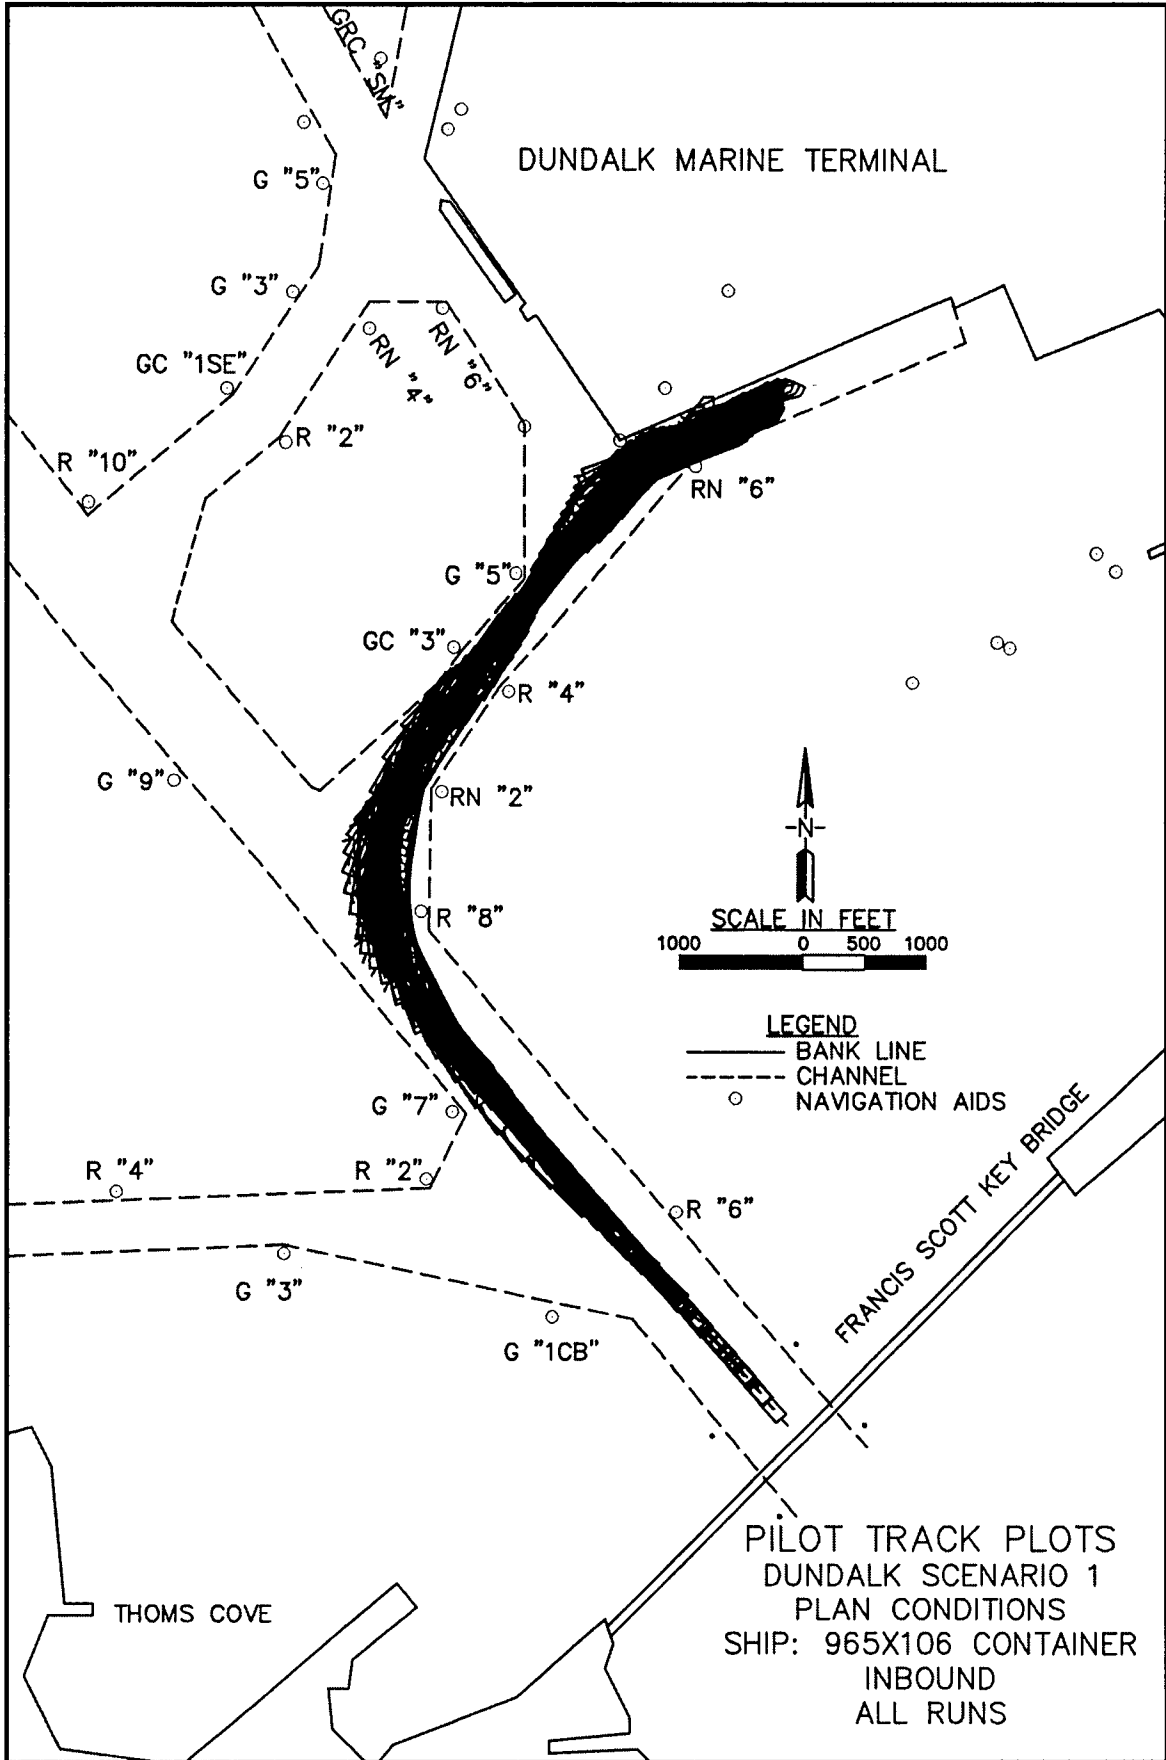 GRC "SM"
DUNDALK MARINE TERMINAL
G "5"
G "3"
GC "1SE"
RN "4"
RN "6"
R "2"
R "10"
RN "6"
G "5"
GC "3"
R "4"
G "9"
RN "2"
-N-
R "8"
SCALE IN FEET
1000 0 500 1000
LEGEND
BANK LINE
CHANNEL
NAVIGATION AIDS
G "7"
R "4"
R "2"
R "6"
FRANCIS SCOTT KEY BRIDGE
G "3"
G "1CB"
PILOT TRACK PLOTS
DUNDALK SCENARIO 1
PLAN CONDITIONS
SHIP: 965X106 CONTAINER
INBOUND
ALL RUNS
THOMS COVE